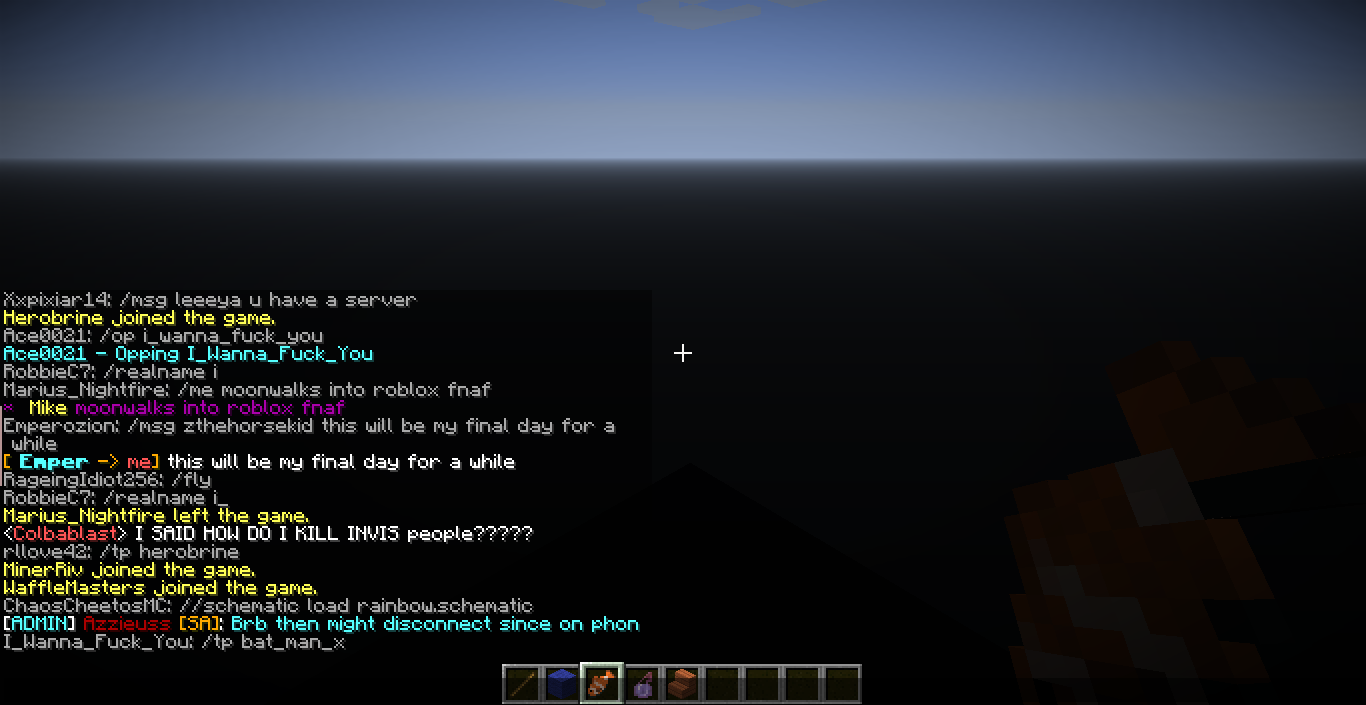 Xxpixiar14: /msg leeeya u have a server
Herobrine joined the game.
Ace0021: /op i_wanna_fuck_you
Ace0021 - Opping I_Wanna_Fuck_You
RobbieC7: /realname i
Marius_Nightfire: /me moonwalks into roblox fnaf
* Mike moonwalks into roblox fnaf
Emperozion: /msg zthehorsekid this will be my final day for a
while
[ Emper -> me] this will be my final day for a while
RageingIdiot256: /fly
RobbieC7: /realname i_
Marius_Nightfire left the game.
<Colbablast> I SAID HOW DO I KILL INVIS people?????
rllove42: /tp herobrine
MinerRiv joined the game.
WaffleMasters joined the game.
ChaosCheetosMC: //schematic load rainbow.schematic
[ADMIN] Azzieuss [SA]: Brb then might disconnect since on phon
I_Wanna_Fuck_You: /tp bat_man_x